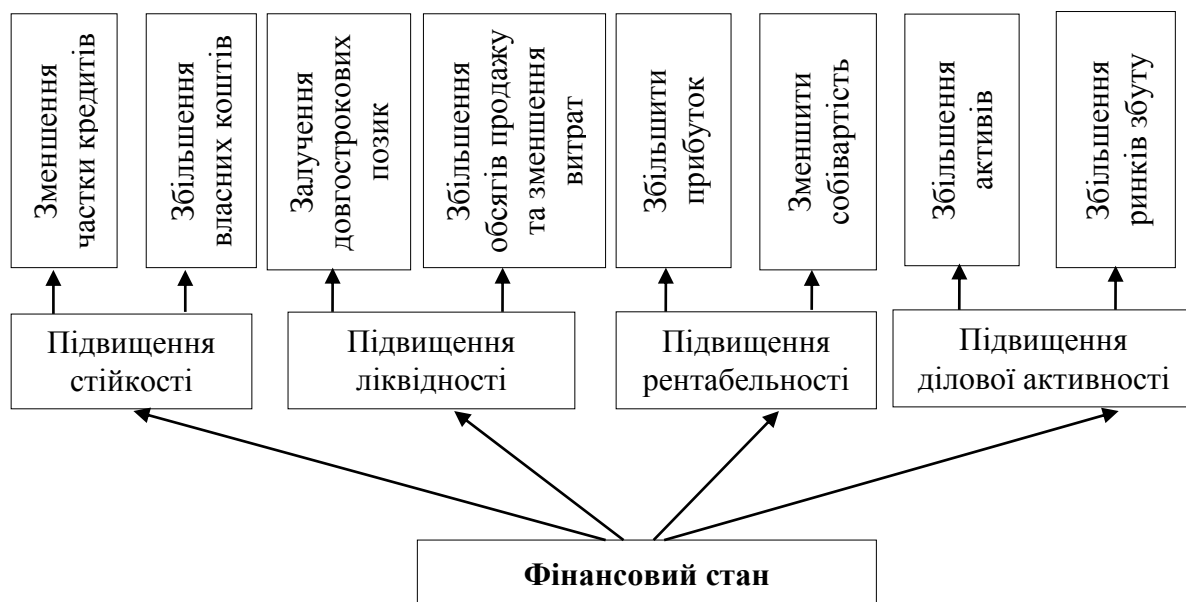 Зменшення
частки кредитів
Збільшення
власних коштів
Залучення
довгострокових
позик
Збільшення
обсягів продажу
та зменшення
витрат
Збільшити
прибуток
Зменшити
собівартість
Збільшення
активів
Збільшення
ринків збуту
Підвищення
стійкості
Підвищення
ліквідності
Підвищення
рентабельності
Підвищення
ділової активності
Фінансовий стан